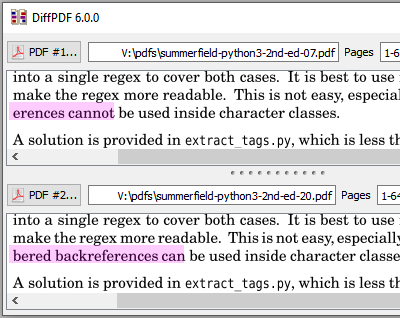 DiffPDF 6.0.0
PDF #1... V:\pdfs\summerfield-python3-2nd-ed-07.pdf Pages 1-6
into a single regex to cover both cases. It is best to use
make the regex more readable. This is not easy, especial
erences cannot be used inside character classes.
A solution is provided in extract_tags.py, which is less th
PDF #2... V:\pdfs\summerfield-python3-2nd-ed-20.pdf Pages 1-64
into a single regex to cover both cases. It is best to use
make the regex more readable. This is not easy, especially
bered backreferences can be used inside character classe
A solution is provided in extract_tags.py, which is less th